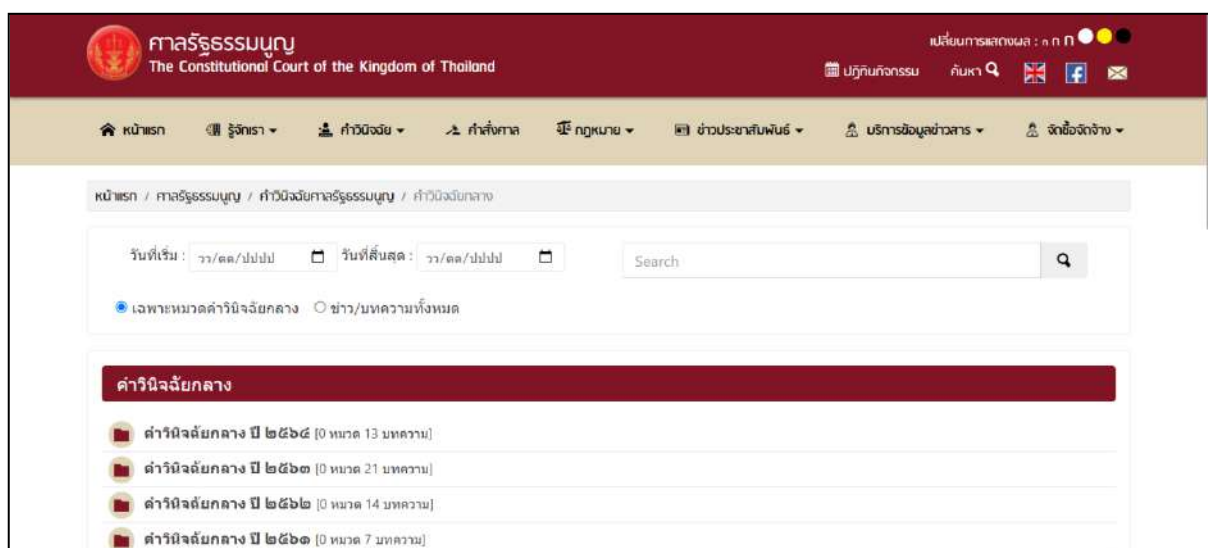 ศาลรัฐธรรมนูญ
The Constitutional Court of the Kingdom of Thailand
เปลี่ยนการแสดงผล : ก ก ก
ปฏิทินกิจกรรม ค้นหา
หน้าแรก รู้จักเรา คำวินิจฉัย คำสั่งศาล กฎหมาย ข่าวประชาสัมพันธ์ บริการข้อมูลข่าวสาร จัดซื้อจัดจ้าง
หน้าแรก / ศาลรัฐธรรมนูญ / คำวินิจฉัยศาลรัฐธรรมนูญ / คำวินิจฉัยกลาง
วันที่เริ่ม : วว/ดด/ปปปป วันที่สิ้นสุด : วว/ดด/ปปปป Search
เฉพาะหมวดคำวินิจฉัยกลาง ข่าว/บทความทั้งหมด
คำวินิจฉัยกลาง
คำวินิจฉัยกลาง ปี ๒๕๖๔ [0 หมวด 13 บทความ]
คำวินิจฉัยกลาง ปี ๒๕๖๓ [0 หมวด 21 บทความ]
คำวินิจฉัยกลาง ปี ๒๕๖๒ [0 หมวด 14 บทความ]
คำวินิจฉัยกลาง ปี ๒๕๖๑ [0 หมวด 7 บทความ]